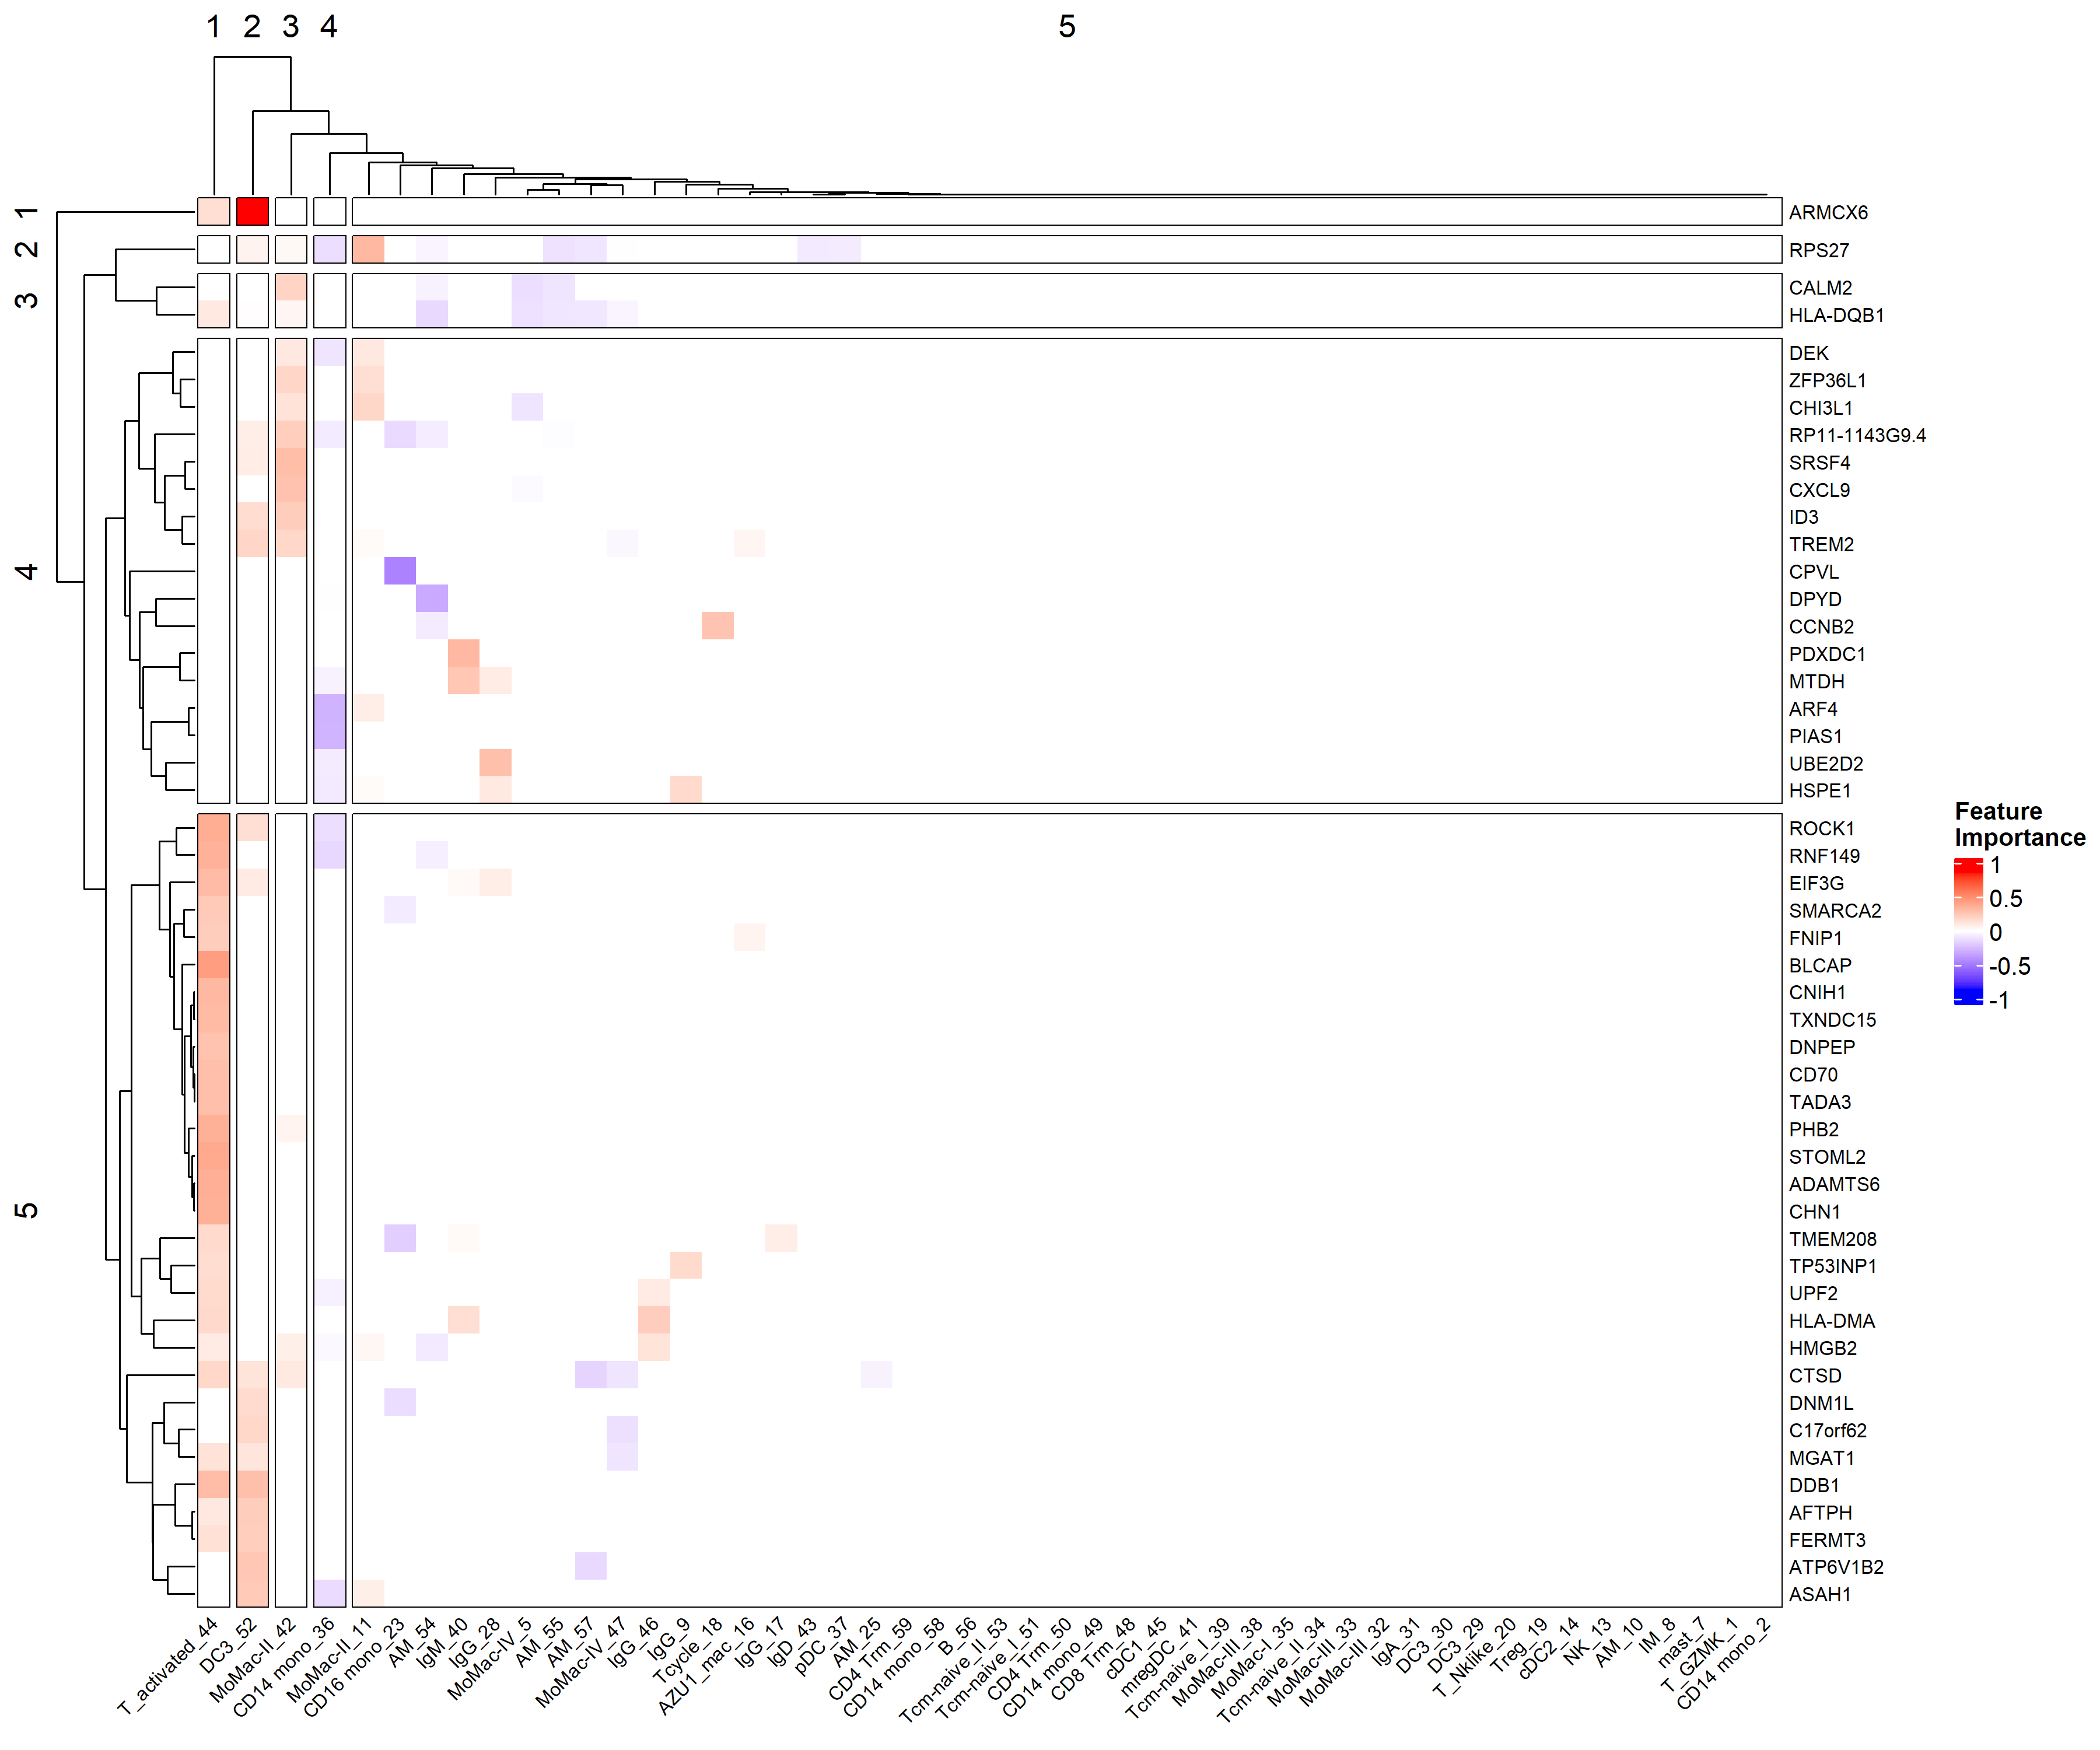 1 2 3 4 5
1
2
3
4
5
ARMCX6
RPS27
CALM2
HLA-DQB1
DEK
ZFP36L1
CHI3L1
RP11-1143G9.4
SRSF4
CXCL9
ID3
TREM2
CPVL
DPYD
CCNB2
PDXDC1
MTDH
ARF4
PIAS1
UBE2D2
HSPE1
ROCK1
RNF149
EIF3G
SMARCA2
FNIP1
BLCAP
CNIH1
TXNDC15
DNPEP
CD70
TADA3
PHB2
STOML2
ADAMTS6
CHN1
TMEM208
TP53INP1
UPF2
HLA-DMA
HMGB2
CTSD
DNM1L
C17orf62
MGAT1
DDB1
AFTPH
FERMT3
ATP6V1B2
ASAH1
Feature
Importance
1
0.5
0
-0.5
-1
T_activated_44
DC3_52
MoMac-II_42
CD14 mono_36
MoMac-II_11
CD16 mono_23
AM_54
IgM_40
IgG_28
MoMac-IV_5
AM_55
AM_57
MoMac-IV_47
IgG_46
IgG_9
Tcycle_18
AZU1_mac_16
IgG_17
IgD_43
pDC_37
AM_25
CD4 Trm_59
CD14 mono_58
B_56
Tcm-naive_II_53
Tcm-naive_I_51
CD4 Trm_50
CD14 mono_49
CD8 Trm_48
cDC1_45
mregDC_41
Tcm-naive_I_39
MoMac-III_38
MoMac-I_35
Tcm-naive_II_34
MoMac-III_33
MoMac-III_32
IgA_31
DC3_30
DC3_29
T_Nklike_20
Treg_19
cDC2_14
NK_13
AM_10
IM_8
mast_7
T_GZMK_1
CD14 mono_2